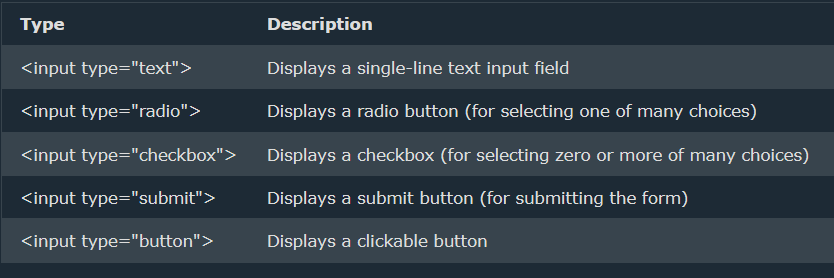 Type Description
<input type="text"> Displays a single-line text input field
<input type="radio"> Displays a radio button (for selecting one of many choices)
<input type="checkbox"> Displays a checkbox (for selecting zero or more of many choices)
<input type="submit"> Displays a submit button (for submitting the form)
<input type="button"> Displays a clickable button